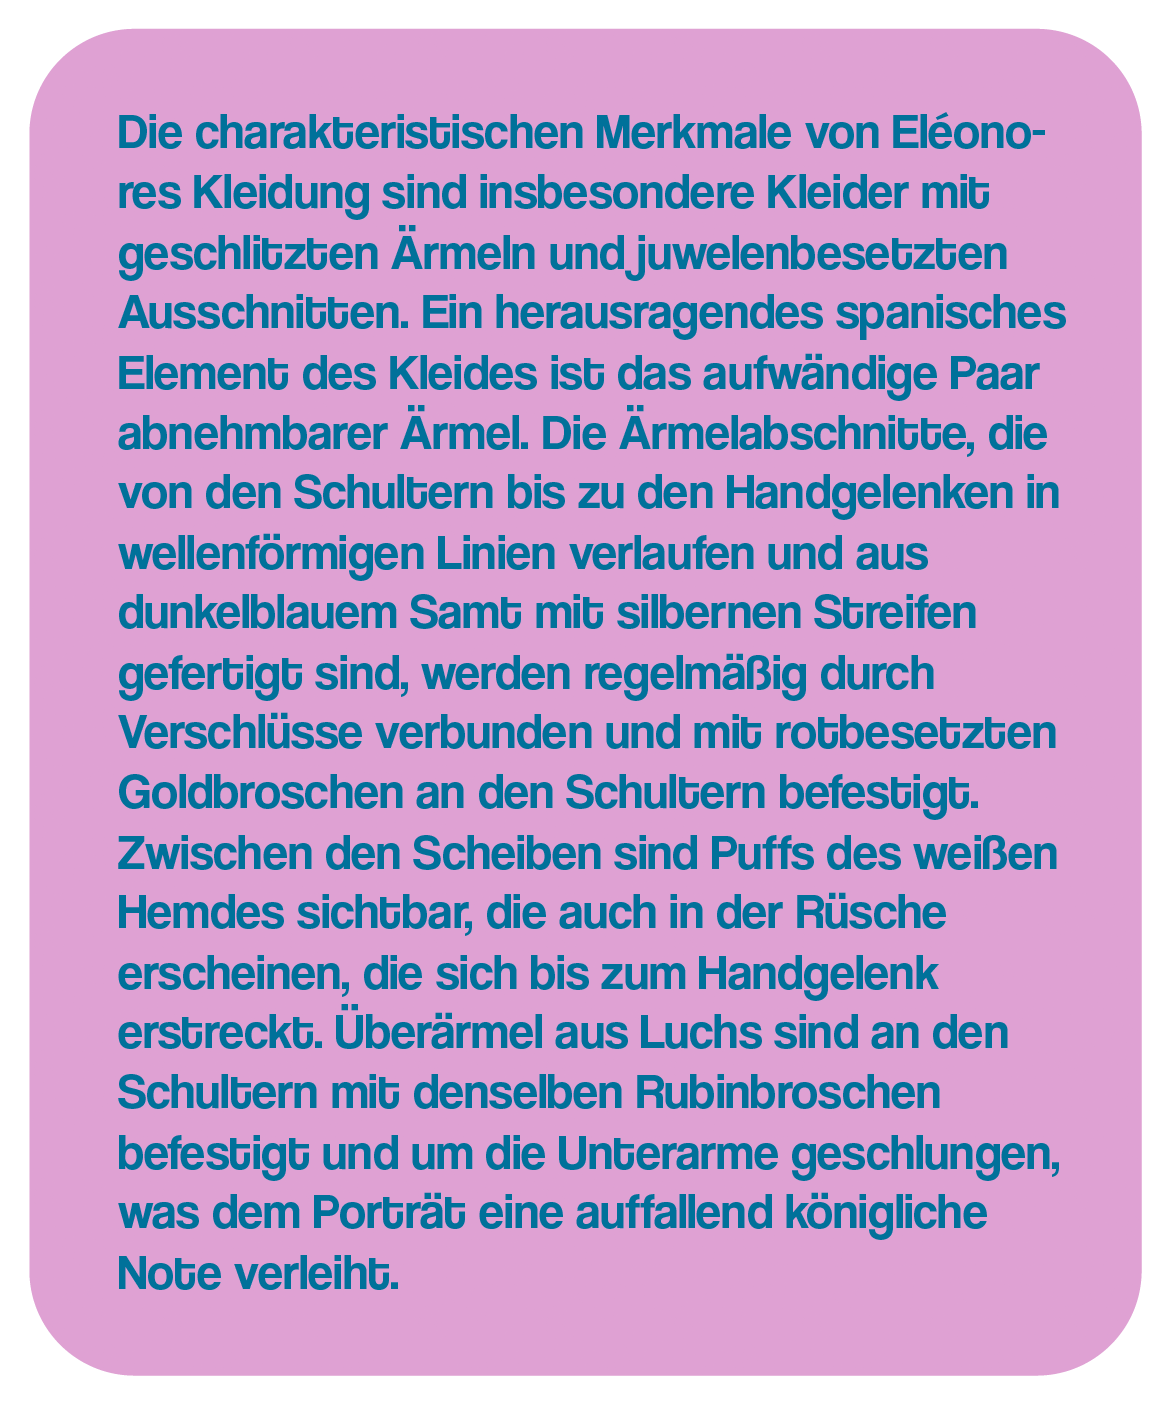 Die charakteristischen Merkmale von Eléono-
res Kleidung sind insbesondere Kleider mit
geschlitzten Ärmeln und juwelenbesetzten
Ausschnitten. Ein herausragendes spanisches
Element des Kleides ist das aufwändige Paar
abnehmbarer Ärmel. Die Ärmelabschnitte, die
von den Schultern bis zu den Handgelenken in
wellenförmigen Linien verlaufen und aus
dunkelblauem Samt mit silbernen Streifen
gefertigt sind, werden regelmäßig durch
Verschlüsse verbunden und mit rotbesetzten
Goldbroschen an den Schultern befestigt.
Zwischen den Scheiben sind Puffs des weißen
Hemdes sichtbar, die auch in der Rüsche
erscheinen, die sich bis zum Handgelenk
erstreckt. Überärmel aus Luchs sind an den
Schultern mit denselben Rubinbroschen
befestigt und um die Unterarme geschlungen,
was dem Porträt eine auffallend königliche
Note verleiht.